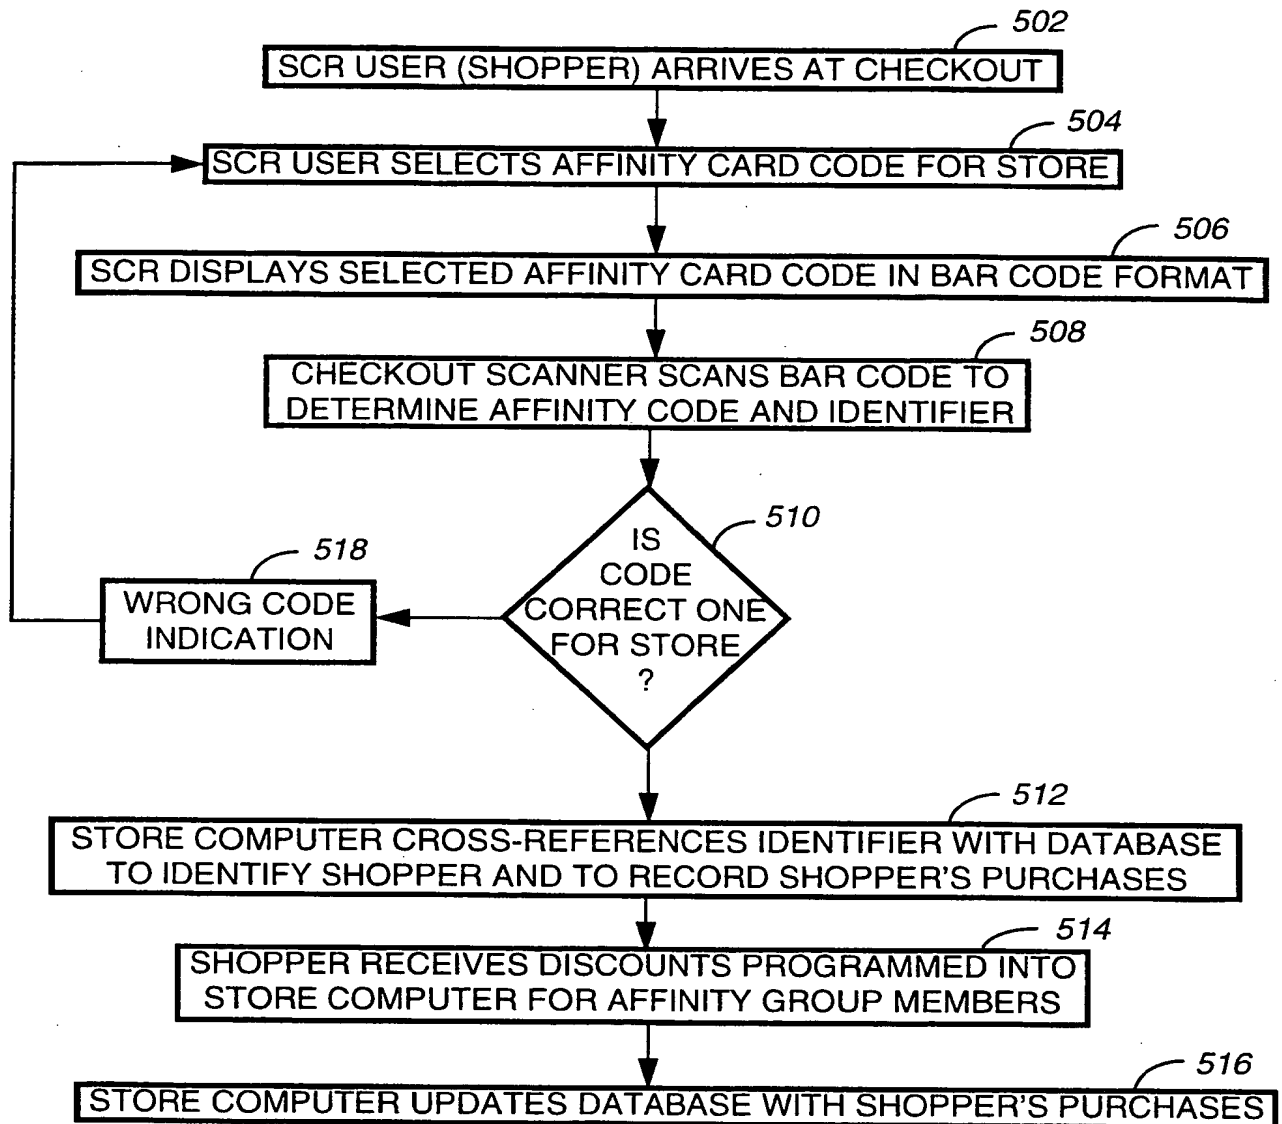 502
SCR USER (SHOPPER) ARRIVES AT CHECKOUT
504
SCR USER SELECTS AFFINITY CARD CODE FOR STORE
506
SCR DISPLAYS SELECTED AFFINITY CARD CODE IN BAR CODE FORMAT
508
CHECKOUT SCANNER SCANS BAR CODE TO
DETERMINE AFFINITY CODE AND IDENTIFIER
510
IS
CODE
CORRECT ONE
FOR STORE
?
518
WRONG CODE
INDICATION
512
STORE COMPUTER CROSS-REFERENCES IDENTIFIER WITH DATABASE
TO IDENTIFY SHOPPER AND TO RECORD SHOPPER'S PURCHASES
514
SHOPPER RECEIVES DISCOUNTS PROGRAMMED INTO
STORE COMPUTER FOR AFFINITY GROUP MEMBERS
516
STORE COMPUTER UPDATES DATABASE WITH SHOPPER'S PURCHASES